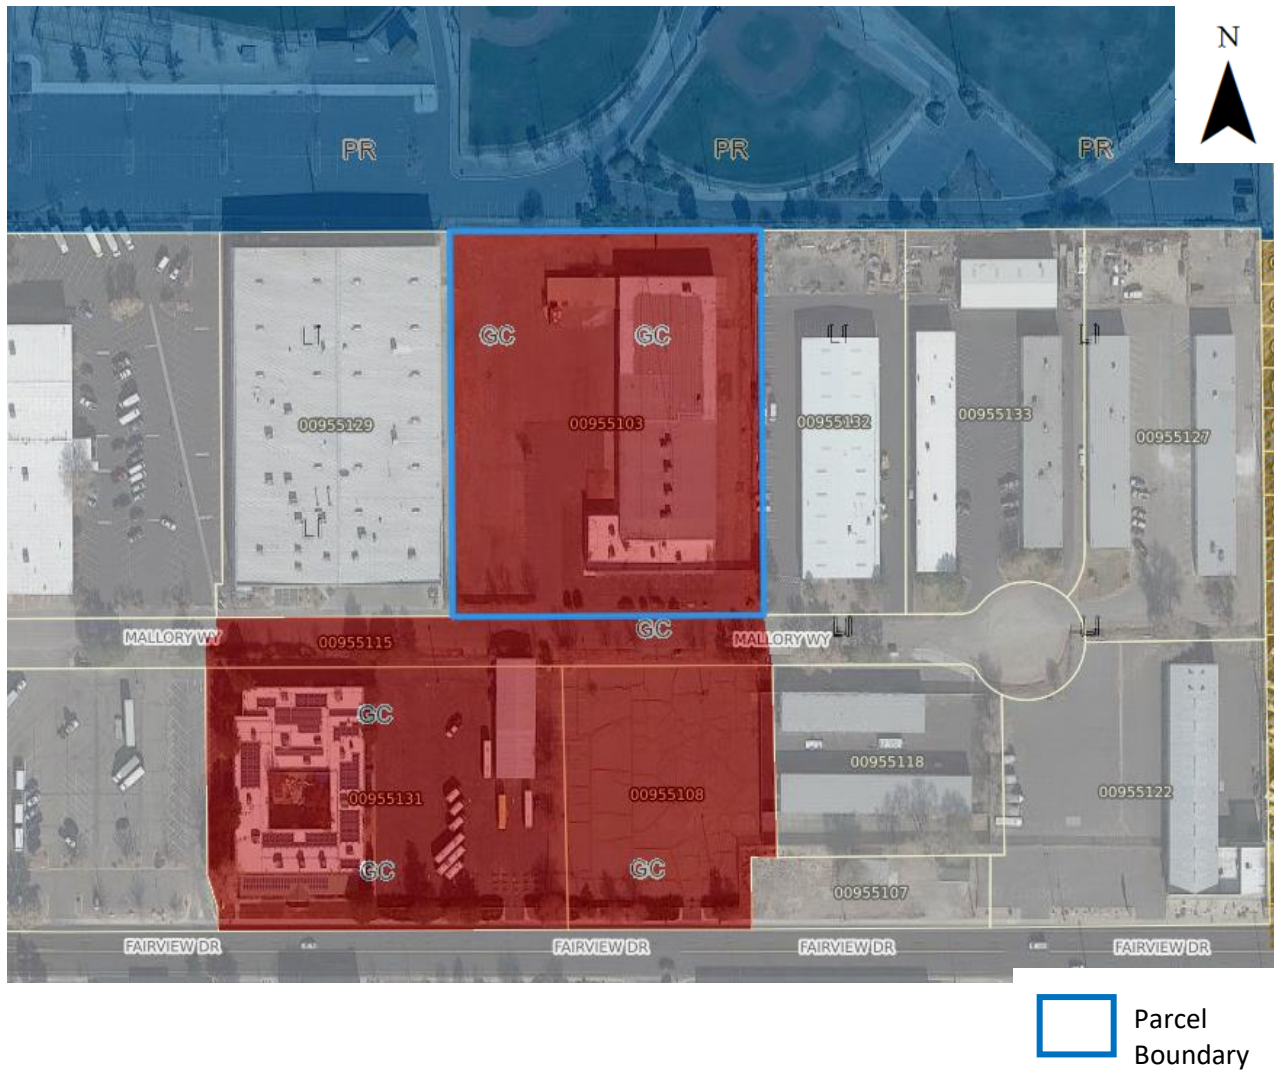 N
PR
PR
PR
GC
GC
LI
LI
LI
00955129
00955103
00955132
00955133
00955127
LI
MALLORY WY
00955115
GC
MALLORY WY
LI
LI
GC
00955131
00955108
00955118
00955122
GC
GC
00955107
FAIRVIEW DR
FAIRVIEW DR
FAIRVIEW DR
FAIRVIEW DR
Parcel
Boundary